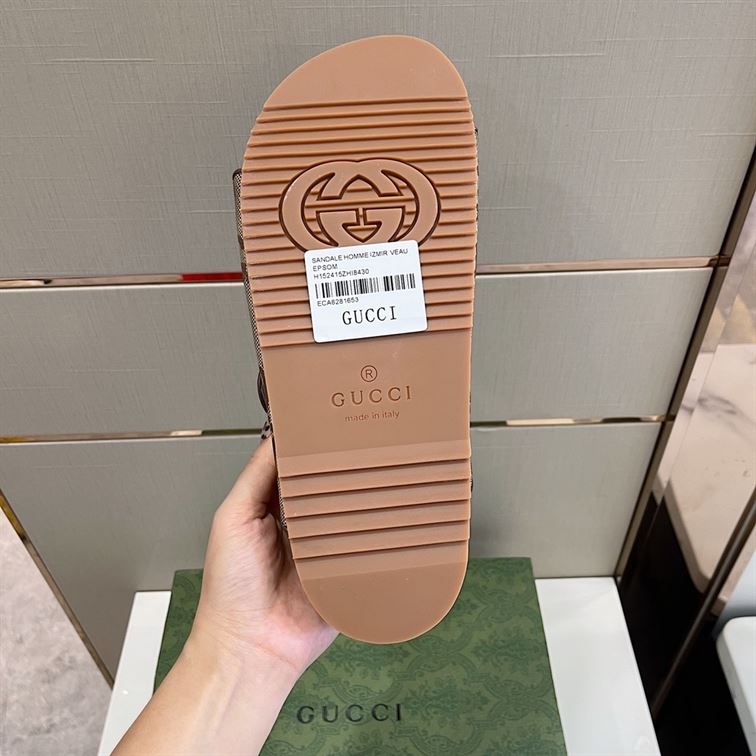 SANDALE HOMME IZMIR VEAU
EPSOM
H152415ZHI8430
ECA8281653
GUCCI
®
GUCCI
made in italy
GUCCI